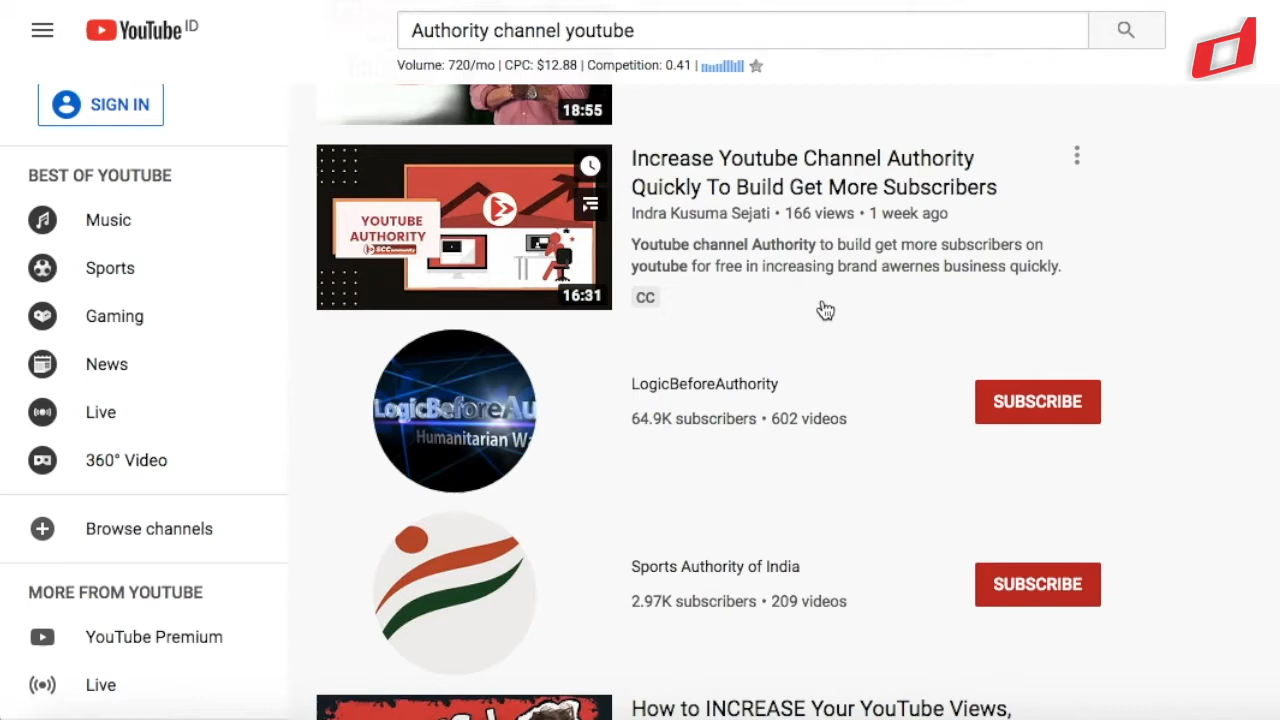 YouTube ID
Authority channel youtube
Volume: 720/mo | CPC: $12.88 | Competition: 0.41 |
SIGN IN
BEST OF YOUTUBE
Music
Sports
Gaming
News
Live
360° Video
Browse channels
MORE FROM YOUTUBE
YouTube Premium
Live
18:55
YOUTUBE
AUTHORITY
16:31
Increase Youtube Channel Authority
Quickly To Build Get More Subscribers
Indra Kusuma Sejati • 166 views • 1 week ago
Youtube channel Authority to build get more subscribers on
youtube for free in increasing brand awernes business quickly.
CC
LogicBeforeAu
Humanitarian Wa
LogicBeforeAuthority
64.9K subscribers • 602 videos
SUBSCRIBE
Sports Authority of India
2.97K subscribers • 209 videos
SUBSCRIBE
How to INCREASE Your YouTube Views,